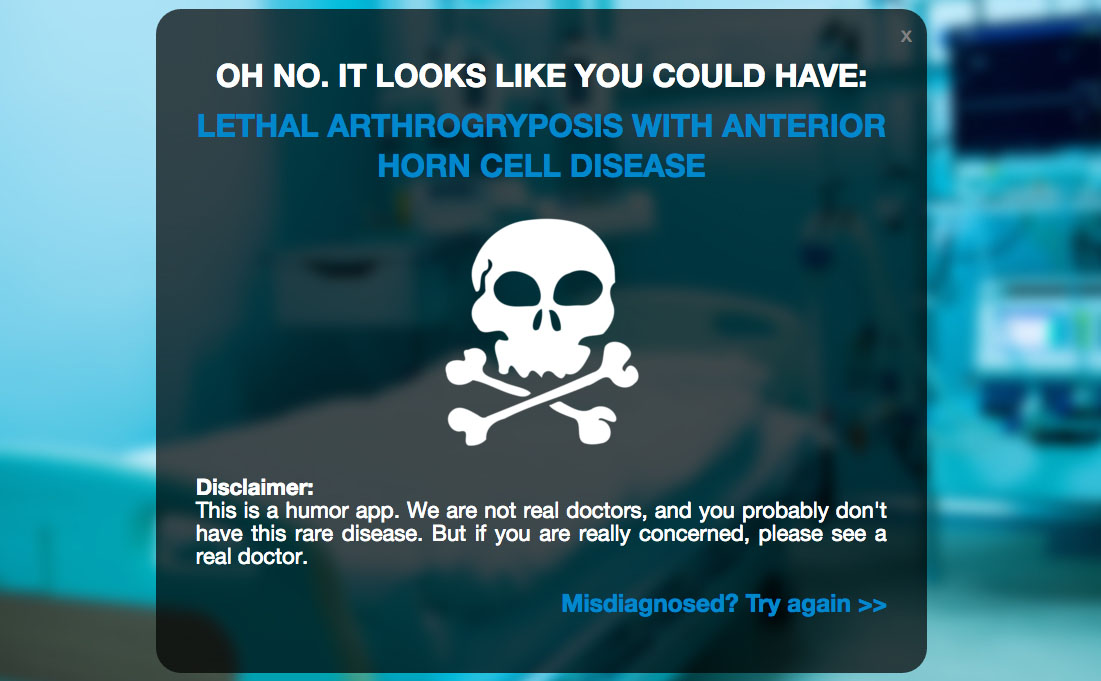 x
OH NO. IT LOOKS LIKE YOU COULD HAVE:
LETHAL ARTHROGRYPOSIS WITH ANTERIOR
HORN CELL DISEASE
Disclaimer:
This is a humor app. We are not real doctors, and you probably don't
have this rare disease. But if you are really concerned, please see a
real doctor.
Misdiagnosed? Try again >>